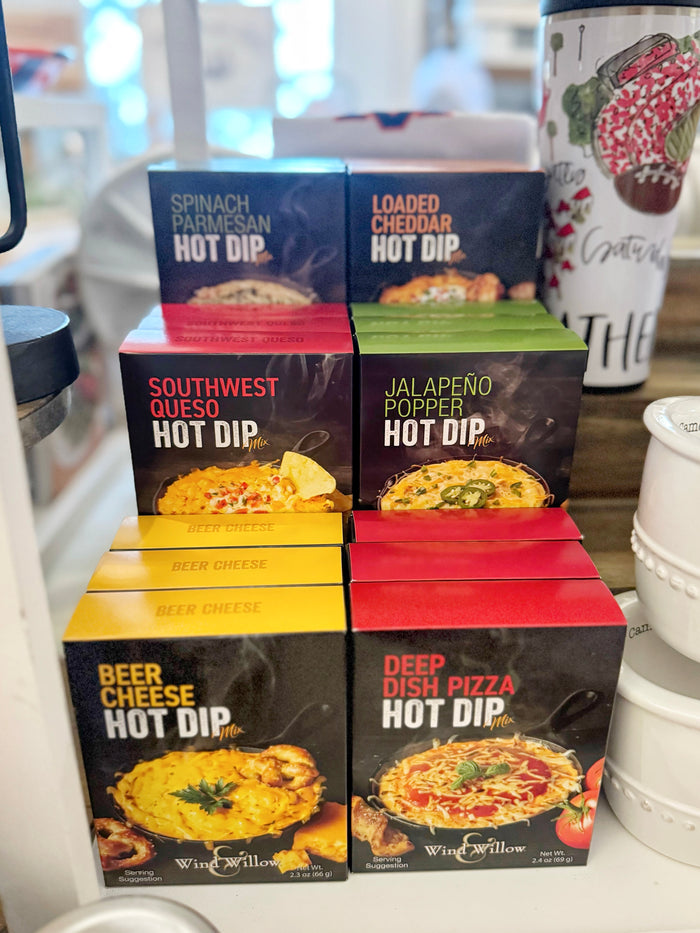 SPINACH
PARMESAN
HOT DIP
Mix
LOADED
CHEDDAR
HOT DIP
Mix
SOUTHWEST QUESO
SOUTHWEST QUESO
SOUTHWEST
QUESO
HOT DIP
Mix
JALAPEÑO
POPPER
HOT DIP
Mix
BEER CHEESE
BEER CHEESE
BEER CHEESE
BEER
CHEESE
HOT DIP
Mix
Wind & Willow
Serving
Suggestion
Net Wt.
2.3 oz (66 g)
DEEP
DISH PIZZA
HOT DIP
Mix
Wind & Willow
Serving
Suggestion
Net Wt.
2.4 oz (69 g)